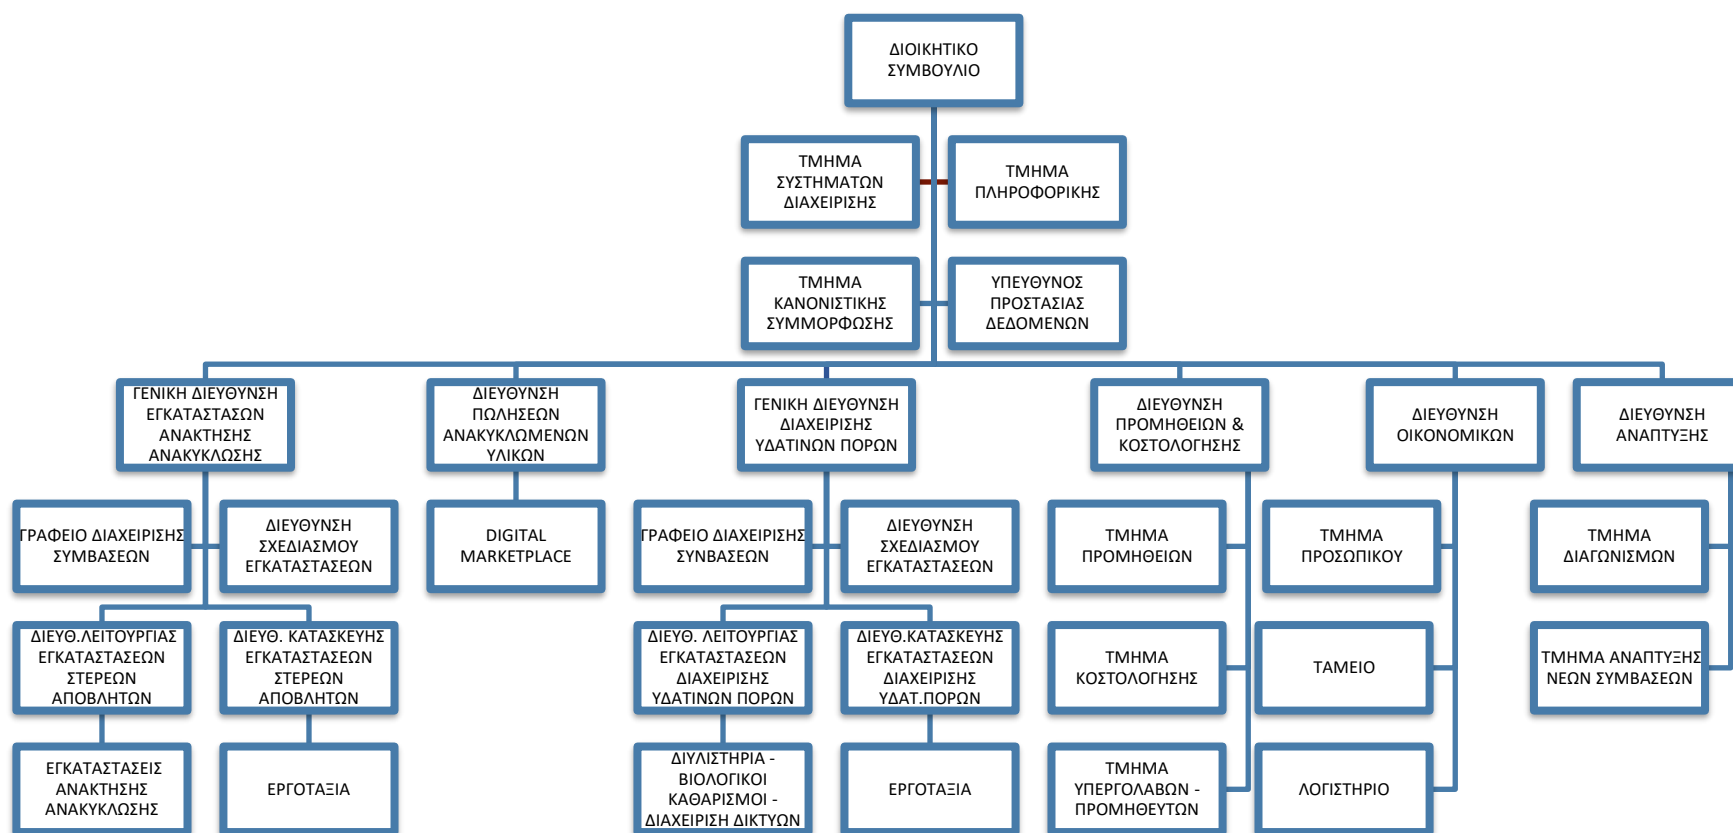 ΔΙΟΙΚΗΤΙΚΟ
ΣΥΜΒΟΥΛΙΟ
ΤΜΗΜΑ
ΣΥΣΤΗΜΑΤΩΝ
ΔΙΑΧΕΙΡΙΣΗΣ
ΤΜΗΜΑ
ΠΛΗΡΟΦΟΡΙΚΗΣ
ΤΜΗΜΑ
ΚΑΝΟΝΙΣΤΙΚΗΣ
ΣΥΜΜΟΡΦΩΣΗΣ
ΥΠΕΥΘΥΝΟΣ
ΠΡΟΣΤΑΣΙΑΣ
ΔΕΔΟΜΕΝΩΝ
ΓΕΝΙΚΗ ΔΙΕΥΘΥΝΣΗ
ΕΓΚΑΤΑΣΤΑΣΩΝ
ΑΝΑΚΤΗΣΗΣ
ΑΝΑΚΥΚΛΩΣΗΣ
ΔΙΕΥΘΥΝΣΗ
ΠΩΛΗΣΕΩΝ
ΑΝΑΚΥΚΛΩΜΕΝΩΝ
ΥΛΙΚΩΝ
ΓΕΝΙΚΗ ΔΙΕΥΘΥΝΣΗ
ΔΙΑΧΕΙΡΙΣΗΣ
ΥΔΑΤΙΝΩΝ ΠΟΡΩΝ
ΔΙΕΥΘΥΝΣΗ
ΠΡΟΜΗΘΕΙΩΝ &
ΚΟΣΤΟΛΟΓΗΣΗΣ
ΔΙΕΥΘΥΝΣΗ
ΟΙΚΟΝΟΜΙΚΩΝ
ΔΙΕΥΘΥΝΣΗ
ΑΝΑΠΤΥΞΗΣ
ΓΡΑΦΕΙΟ ΔΙΑΧΕΙΡΙΣΗΣ
ΣΥΜΒΑΣΕΩΝ
ΔΙΕΥΘΥΝΣΗ
ΣΧΕΔΙΑΣΜΟΥ
ΕΓΚΑΤΑΣΤΑΣΕΩΝ
DIGITAL
MARKETPLACE
ΓΡΑΦΕΙΟ ΔΙΑΧΕΙΡΙΣΗΣ
ΣΥΝΒΑΣΕΩΝ
ΔΙΕΥΘΥΝΣΗ
ΣΧΕΔΙΑΣΜΟΥ
ΕΓΚΑΤΑΣΤΑΣΕΩΝ
ΤΜΗΜΑ
ΠΡΟΜΗΘΕΙΩΝ
ΤΜΗΜΑ
ΠΡΟΣΩΠΙΚΟΥ
ΤΜΗΜΑ
ΔΙΑΓΩΝΙΣΜΩΝ
ΔΙΕΥΘ.ΛΕΙΤΟΥΡΓΙΑΣ
ΕΓΚΑΤΑΣΤΑΣΕΩΝ
ΣΤΕΡΕΩΝ
ΑΠΟΒΛΗΤΩΝ
ΔΙΕΥΘ. ΚΑΤΑΣΚΕΥΗΣ
ΕΓΚΑΤΑΣΤΑΣΕΩΝ
ΣΤΕΡΕΩΝ
ΑΠΟΒΛΗΤΩΝ
ΔΙΕΥΘ. ΛΕΙΤΟΥΡΓΙΑΣ
ΕΓΚΑΤΑΣΤΑΣΕΩΝ
ΔΙΑΧΕΙΡΙΣΗΣ
ΥΔΑΤΙΝΩΝ ΠΟΡΩΝ
ΔΙΕΥΘ.ΚΑΤΑΣΚΕΥΗΣ
ΕΓΚΑΤΑΣΤΑΣΕΩΝ
ΔΙΑΧΕΙΡΙΣΗΣ
ΥΔΑΤ.ΠΟΡΩΝ
ΤΜΗΜΑ
ΚΟΣΤΟΛΟΓΗΣΗΣ
ΤΑΜΕΙΟ
ΤΜΗΜΑ ΑΝΑΠΤΥΞΗΣ
ΝΕΩΝ ΣΥΜΒΑΣΕΩΝ
ΕΓΚΑΤΑΣΤΑΣΕΙΣ
ΑΝΑΚΤΗΣΗΣ
ΑΝΑΚΥΚΛΩΣΗΣ
ΕΡΓΟΤΑΞΙΑ
ΔΙΥΛΙΣΤΗΡΙΑ -
ΒΙΟΛΟΓΙΚΟΙ
ΚΑΘΑΡΙΣΜΟΙ -
ΔΙΑΧΕΙΡΙΣΗ ΔΙΚΤΥΩΝ
ΕΡΓΟΤΑΞΙΑ
ΤΜΗΜΑ
ΥΠΕΡΓΟΛΑΒΩΝ -
ΠΡΟΜΗΘΕΥΤΩΝ
ΛΟΓΙΣΤΗΡΙΟ